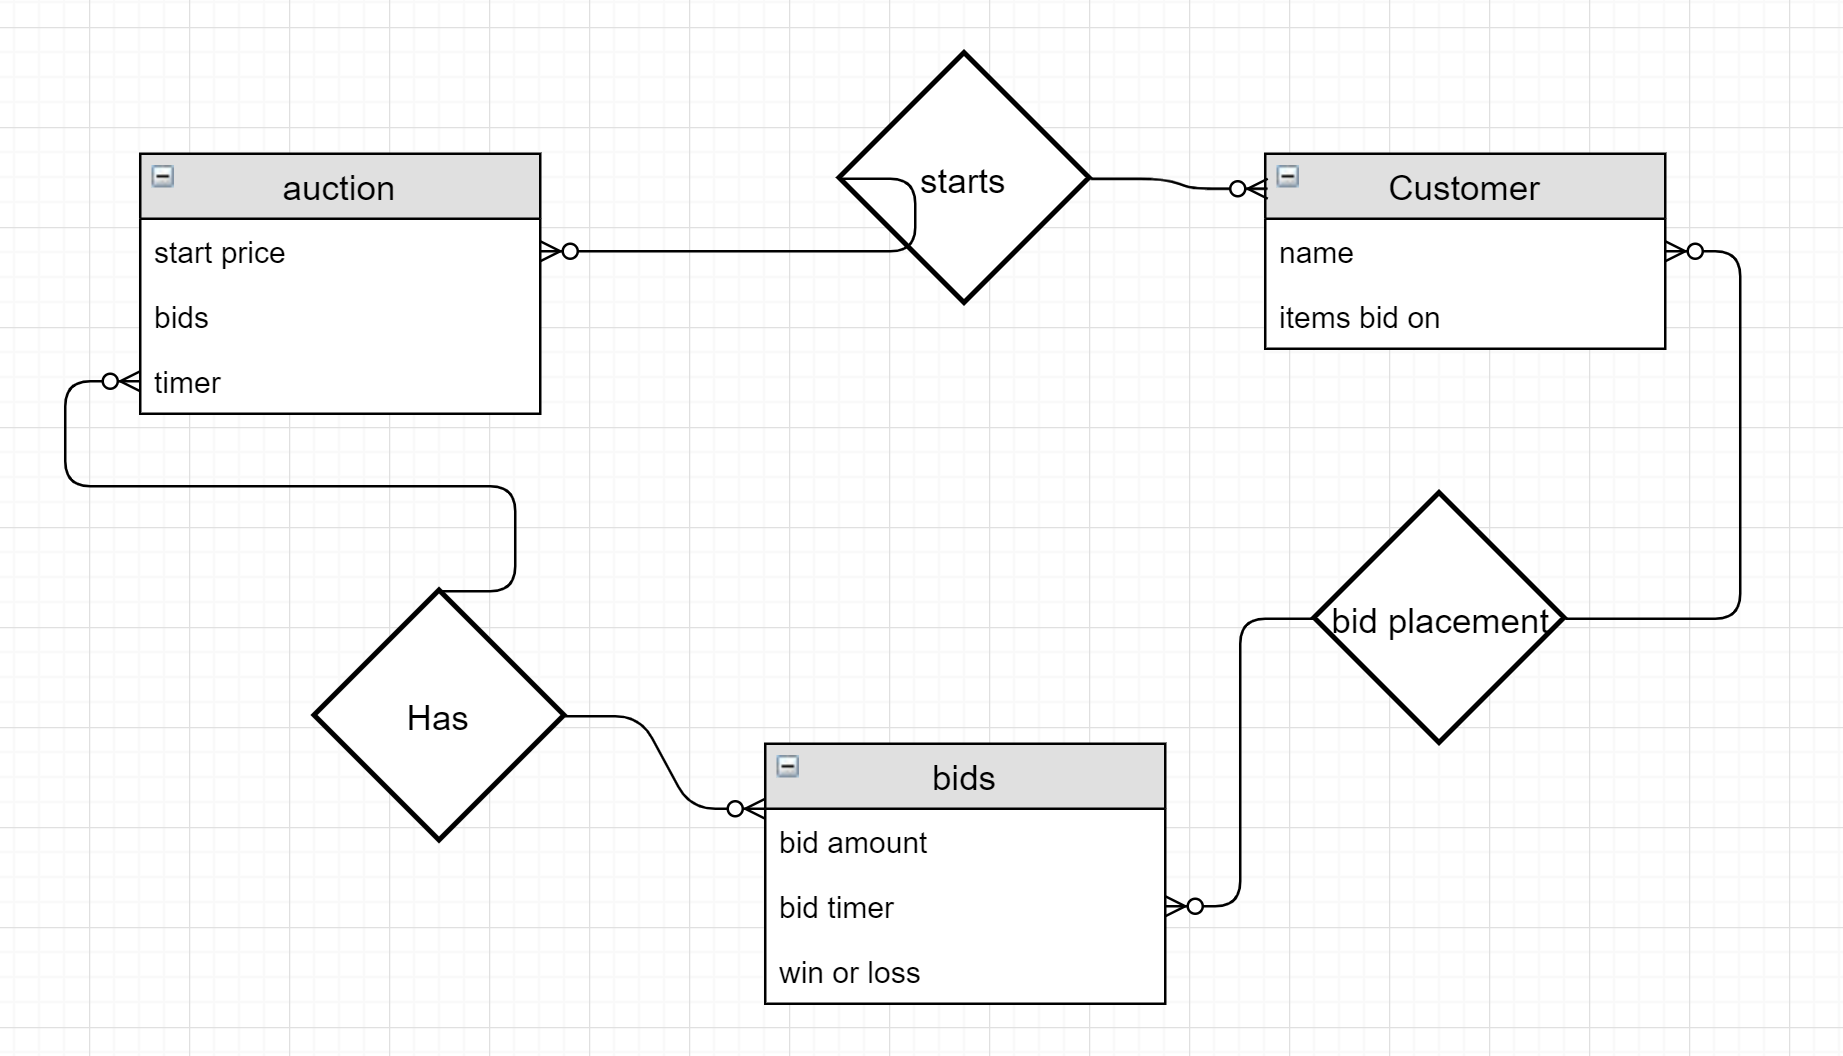 starts
auction
start price
bids
timer
Customer
name
items bid on
bid placement
Has
bids
bid amount
bid timer
win or loss